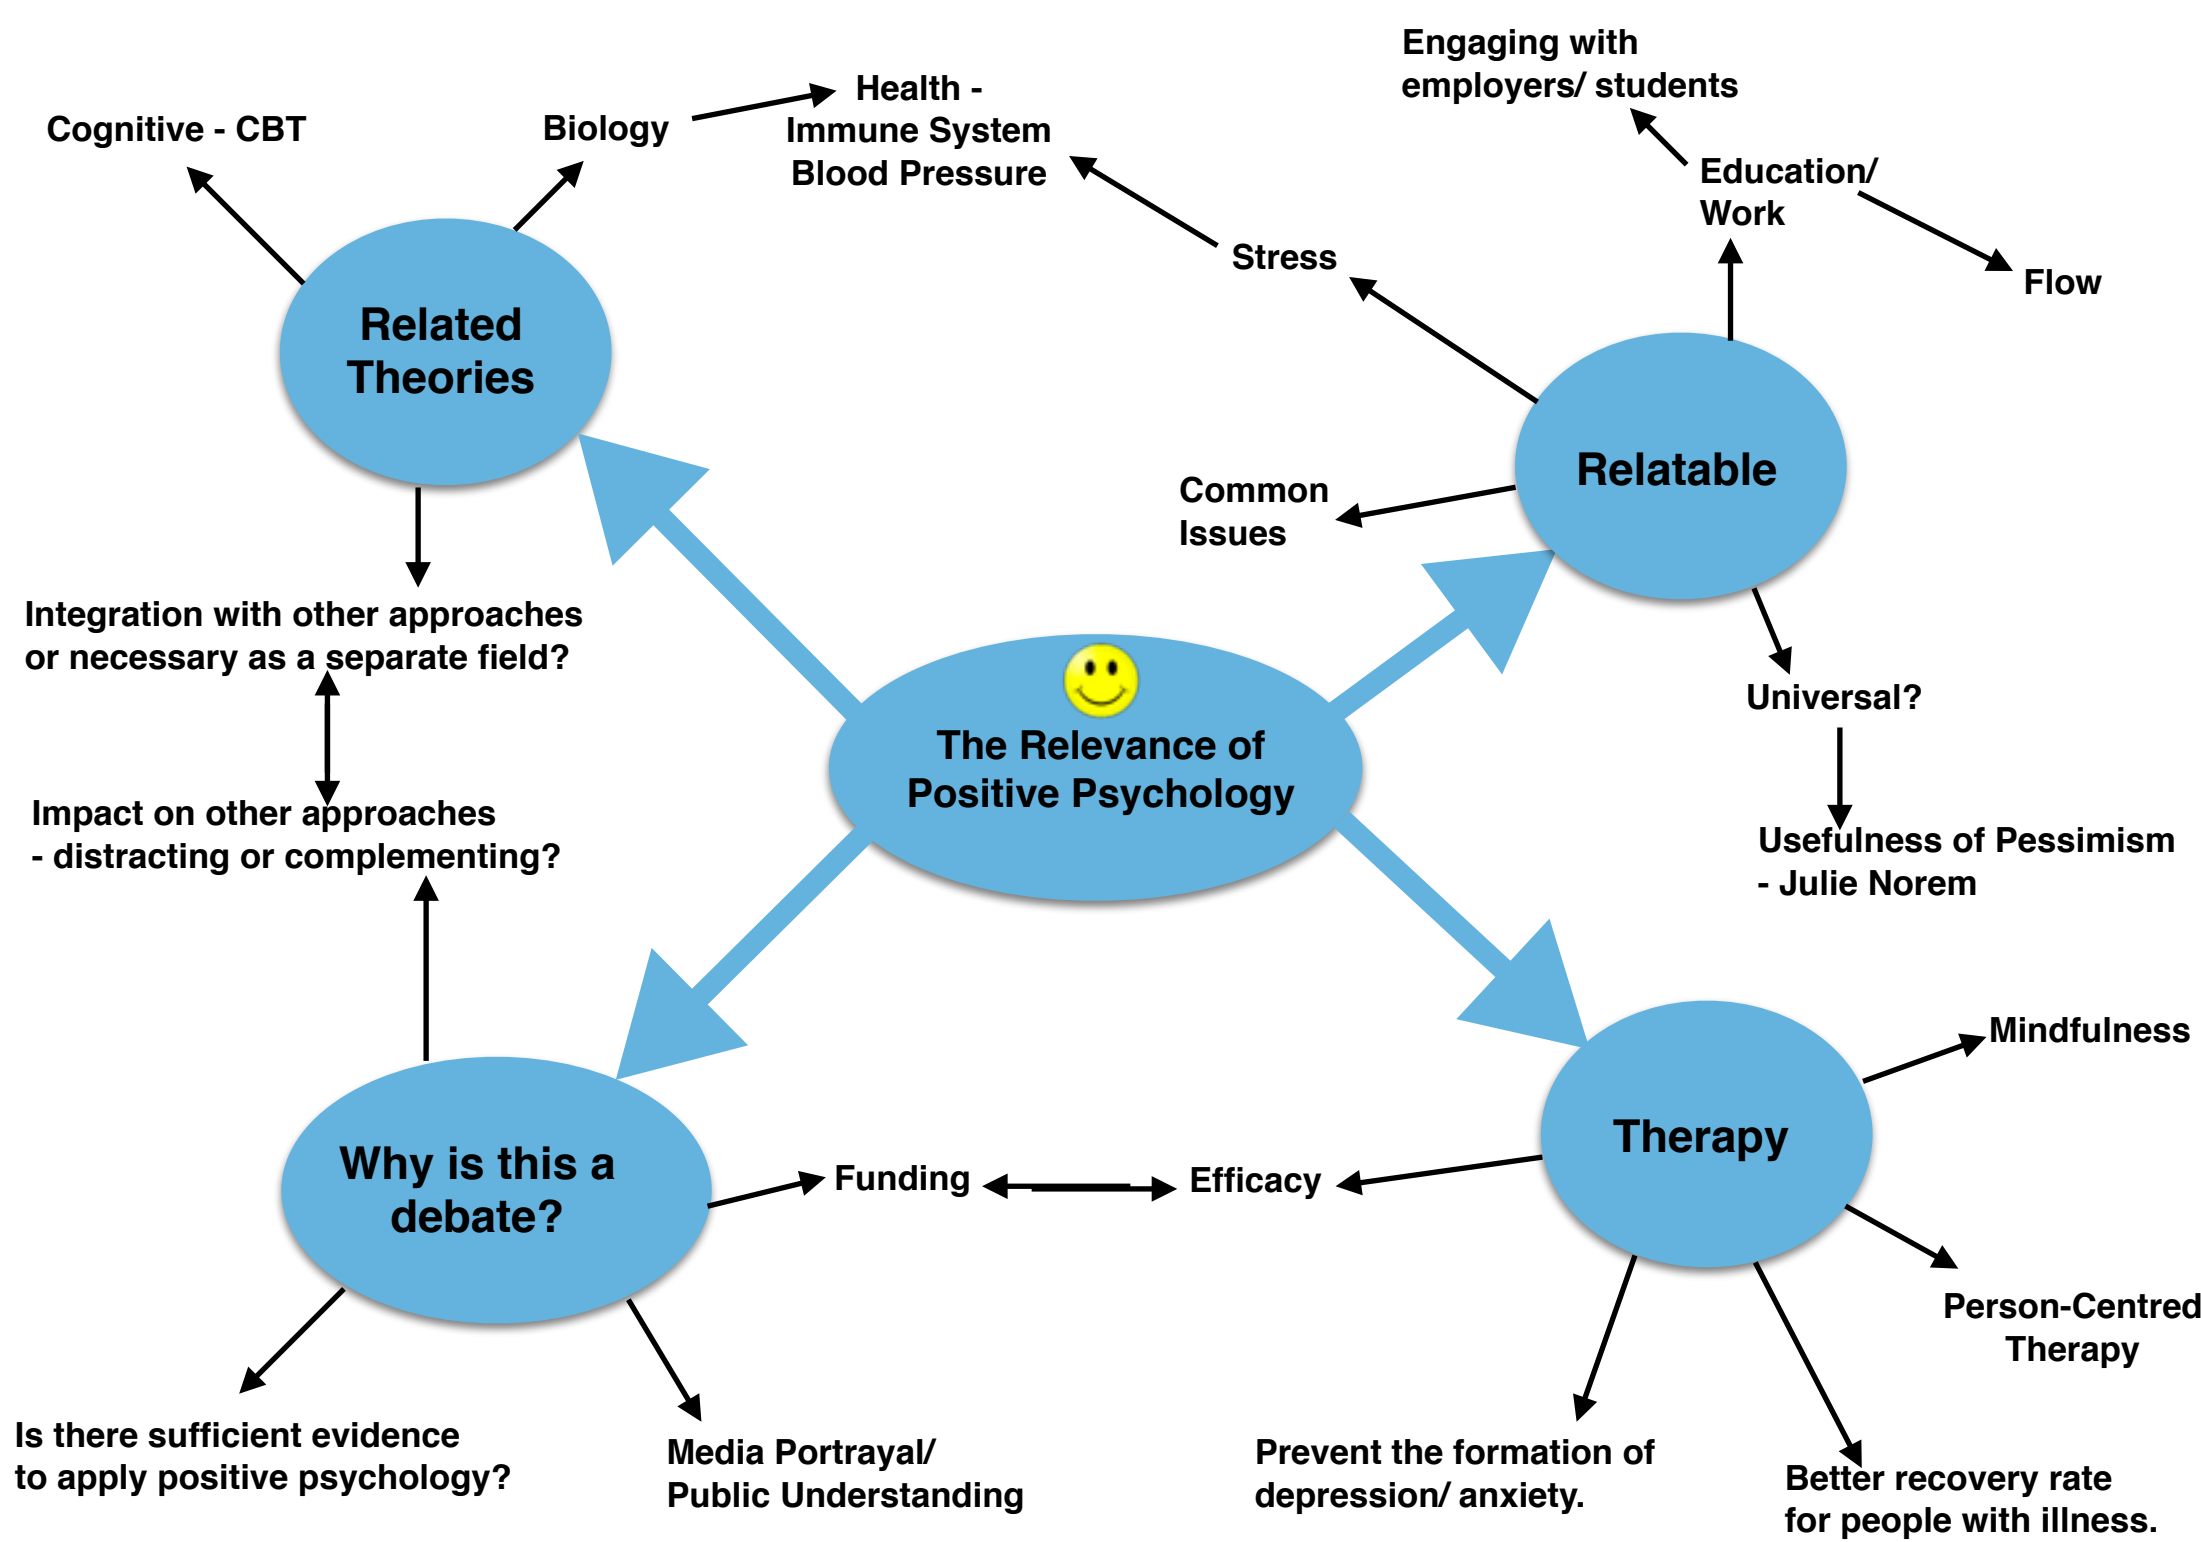 Engaging with
employers/ students
Health -
Immune System
Blood Pressure
Cognitive - CBT
Biology
Education/
Work
Stress
Flow
Related
Theories
Relatable
Common
Issues
Integration with other approaches
or necessary as a separate field?
Universal?
The Relevance of
Positive Psychology
Impact on other approaches
- distracting or complementing?
Usefulness of Pessimism
- Julie Norem
Mindfulness
Therapy
Why is this a
debate?
Funding
Efficacy
Person-Centred
Therapy
Is there sufficient evidence
to apply positive psychology?
Media Portrayal/
Public Understanding
Prevent the formation of
depression/ anxiety.
Better recovery rate
for people with illness.